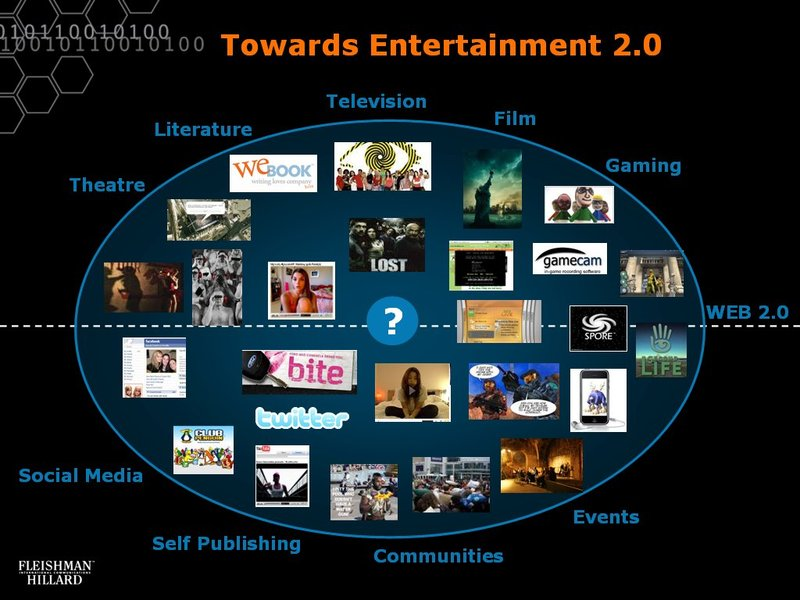 010110010100
10010110010100
Towards Entertainment 2.0
Television
Film
Literature
Gaming
Theatre
WEBOOK
writing loves company
LOST
gamecam
in-game recording software
WEB 2.0
?
SPORE
LIFE
facebook
bite
twitter
CLUB
PENGUIN
YouTube
Social Media
Events
Self Publishing
Communities
FLEISHMAN
INTERNATIONAL COMMUNICATIONS
HILLARD